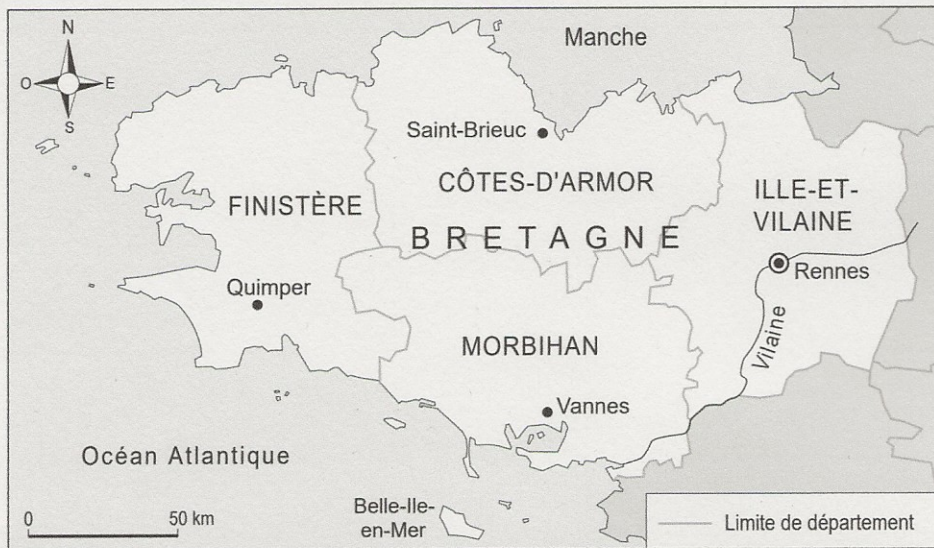 N
O
E
S
Manche
Saint-Brieuc
CÔTES-D'ARMOR
ILLE-ET-
VILAINE
FINISTÈRE
BRETAGNE
Rennes
Quimper
Vilaine
MORBIHAN
Vannes
Océan Atlantique
Belle-Ile-
en-Mer
0
50 km
Limite de département